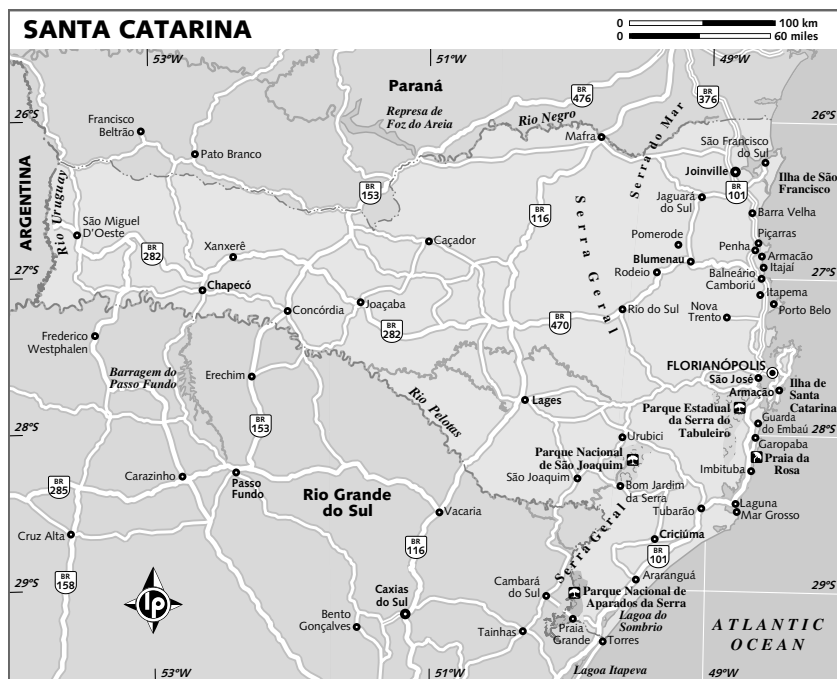 SANTA CATARINA
0 100 km
0 60 miles
53°W
51°W
49°W
Paraná
BR
476
BR
376
26°S
26°S
Francisco
Beltrão
Pato Branco
Represa de
Foz do Areia
Rio Negro
Mafra
Serra do Mar
São Francisco
do Sul
Joinville
Ilha de São
Francisco
ARGENTINA
Rio Uruguay
BR
153
BR
116
BR
101
Jaguará
do Sul
Barra Velha
São Miguel
D'Oeste
BR
282
Xanxerê
Caçador
Serra Geral
Pomerode
Piçarras
Penha
Armação
Blumenau
Itajaí
Rodeio
Balneário
Camboriú
27°S
27°S
Chapecó
Concórdia
Joaçaba
BR
282
BR
470
Rio do Sul
Nova
Trento
Itapema
Porto Belo
Frederico
Westphalen
Barragem do
Passo Fundo
Erechim
BR
153
Rio Pelotas
Lages
FLORIANÓPOLIS
São José
Armação
Ilha de
Santa
Catarina
Parque Estadual
da Serra do
Tabuleiro
Guarda
do Embaú
28°S
28°S
Urubici
Garopaba
Parque Nacional
de São Joaquim
Praia da
Rosa
Imbituba
São Joaquim
Bom Jardim
da Serra
Carazinho
Passo
Fundo
BR
285
Rio Grande
do Sul
Vacaria
Tubarão
Laguna
Mar Grosso
Cruz Alta
BR
116
Serra Geral
Criciúma
BR
101
BR
158
29°S
29°S
Araranguá
Cambará
do Sul
Parque Nacional de
Aparados da Serra
lp
Caxias
do Sul
Bento
Gonçalves
Tainhas
Praia
Grande
Lagoa do
Sombrio
Torres
ATLANTIC
OCEAN
Lagoa Itapeva
53°W
51°W
49°W